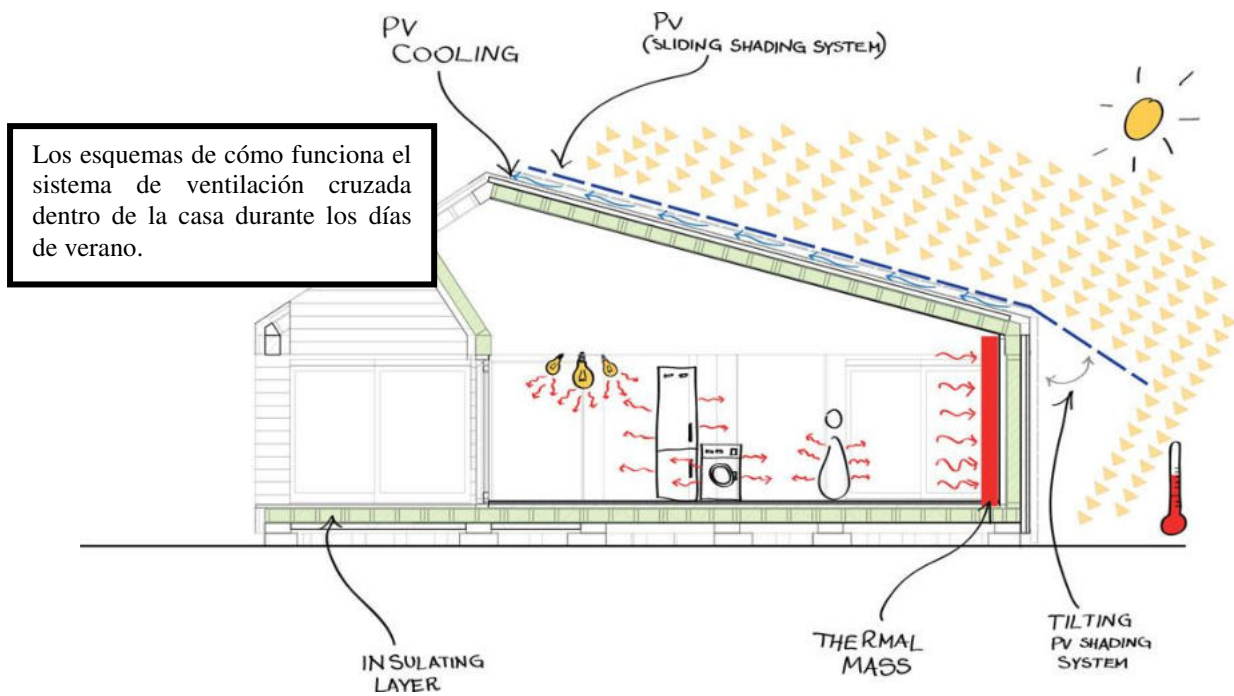 PV
COOLING
PV
(SLIDING SHADING SYSTEM)
Los esquemas de cómo funciona el
sistema de ventilación cruzada
dentro de la casa durante los días
de verano.
INSULATING
LAYER
THERMAL
MASS
TILTING
PV SHADING
SYSTEM